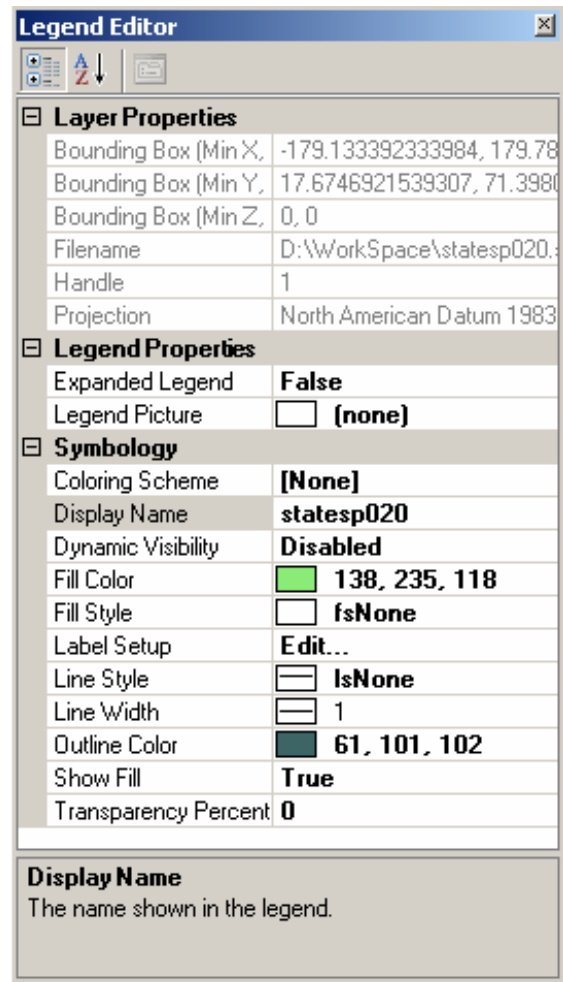 Legend Editor
Layer Properties
Bounding Box (Min X, -179.133392333984, 179.78
Bounding Box (Min Y, 17.6746921539307, 71.3980
Bounding Box (Min Z, 0, 0
Filename D:\WorkSpace\statesp020.
Handle 1
Projection North American Datum 1983
Legend Properties
Expanded Legend False
Legend Picture (none)
Symbology
Coloring Scheme [None]
Display Name statesp020
Dynamic Visibility Disabled
Fill Color 138, 235, 118
Fill Style fsNone
Label Setup Edit...
Line Style lsNone
Line Width 1
Outline Color 61, 101, 102
Show Fill True
Transparency Percent 0
Display Name
The name shown in the legend.